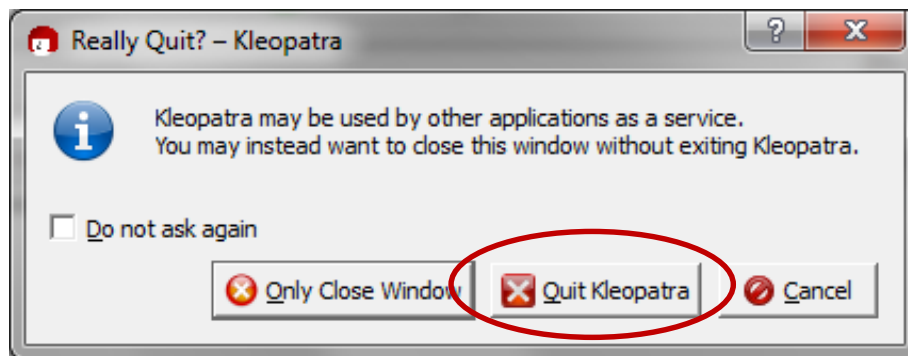 Really Quit? – Kleopatra
Kleopatra may be used by other applications as a service.
You may instead want to close this window without exiting Kleopatra.
Do not ask again
Only Close Window Quit Kleopatra Cancel